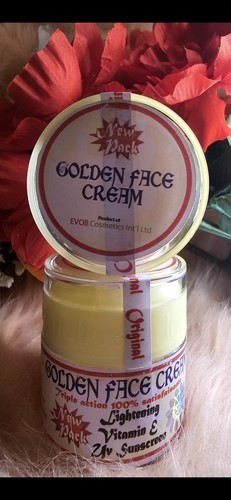 New
Pack
GOLDEN FACE
CREAM
Product of
EVOB Cosmetics Int'l Ltd
Original
GOLDEN FACE CREAM
Triple action 100% satisfaction
New
Pack
Lightening
Vitamin E
Uv Sunscreen